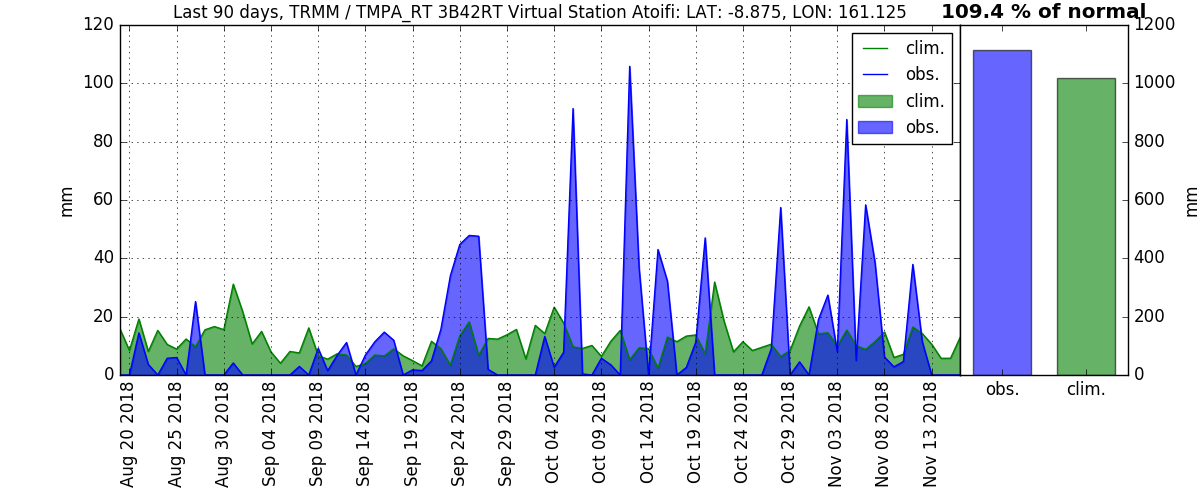 Last 90 days, TRMM / TMPA_RT 3B42RT Virtual Station Atoifi: LAT: -8.875, LON: 161.125
109.4 % of normal
120
100
80
60
40
20
0
mm
clim.
obs.
clim.
obs.
Aug 20 2018
Aug 25 2018
Aug 30 2018
Sep 04 2018
Sep 09 2018
Sep 14 2018
Sep 19 2018
Sep 24 2018
Sep 29 2018
Oct 04 2018
Oct 09 2018
Oct 14 2018
Oct 19 2018
Oct 24 2018
Oct 29 2018
Nov 03 2018
Nov 08 2018
Nov 13 2018
1200
1000
800
600
400
200
0
mm
obs.
clim.